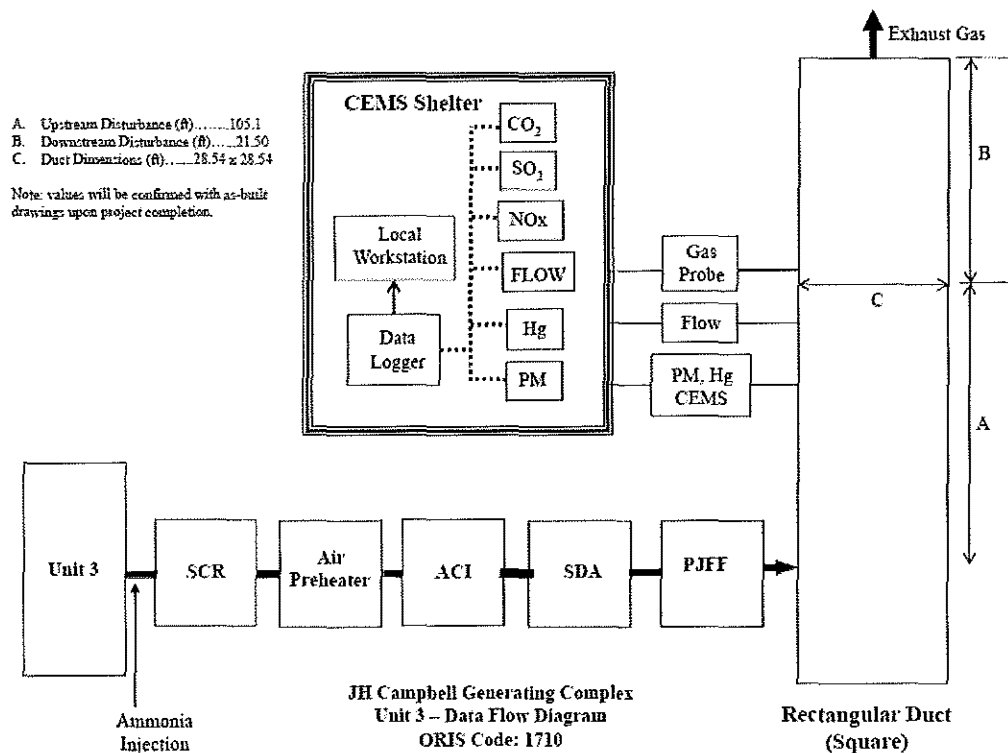 Exhaust Gas
A. Upstream Disturbance (ft).......105.1
B. Downstream Disturbance (ft).....21.50
C. Duct Dimensions (ft).......28.54 x 28.54
Note: values will be confirmed with as-built
drawings upon project completion.
CEMS Shelter
CO₂
SO₂
NOx
FLOW
Hg
PM
Local
Workstation
Data
Logger
Gas
Probe
Flow
PM, Hg
CEMS
B
C
A
Unit 3
SCR
Air
Preheater
ACI
SDA
PJFF
Ammonia
Injection
JH Campbell Generating Complex
Unit 3 – Data Flow Diagram
ORIS Code: 1710
Rectangular Duct
(Square)